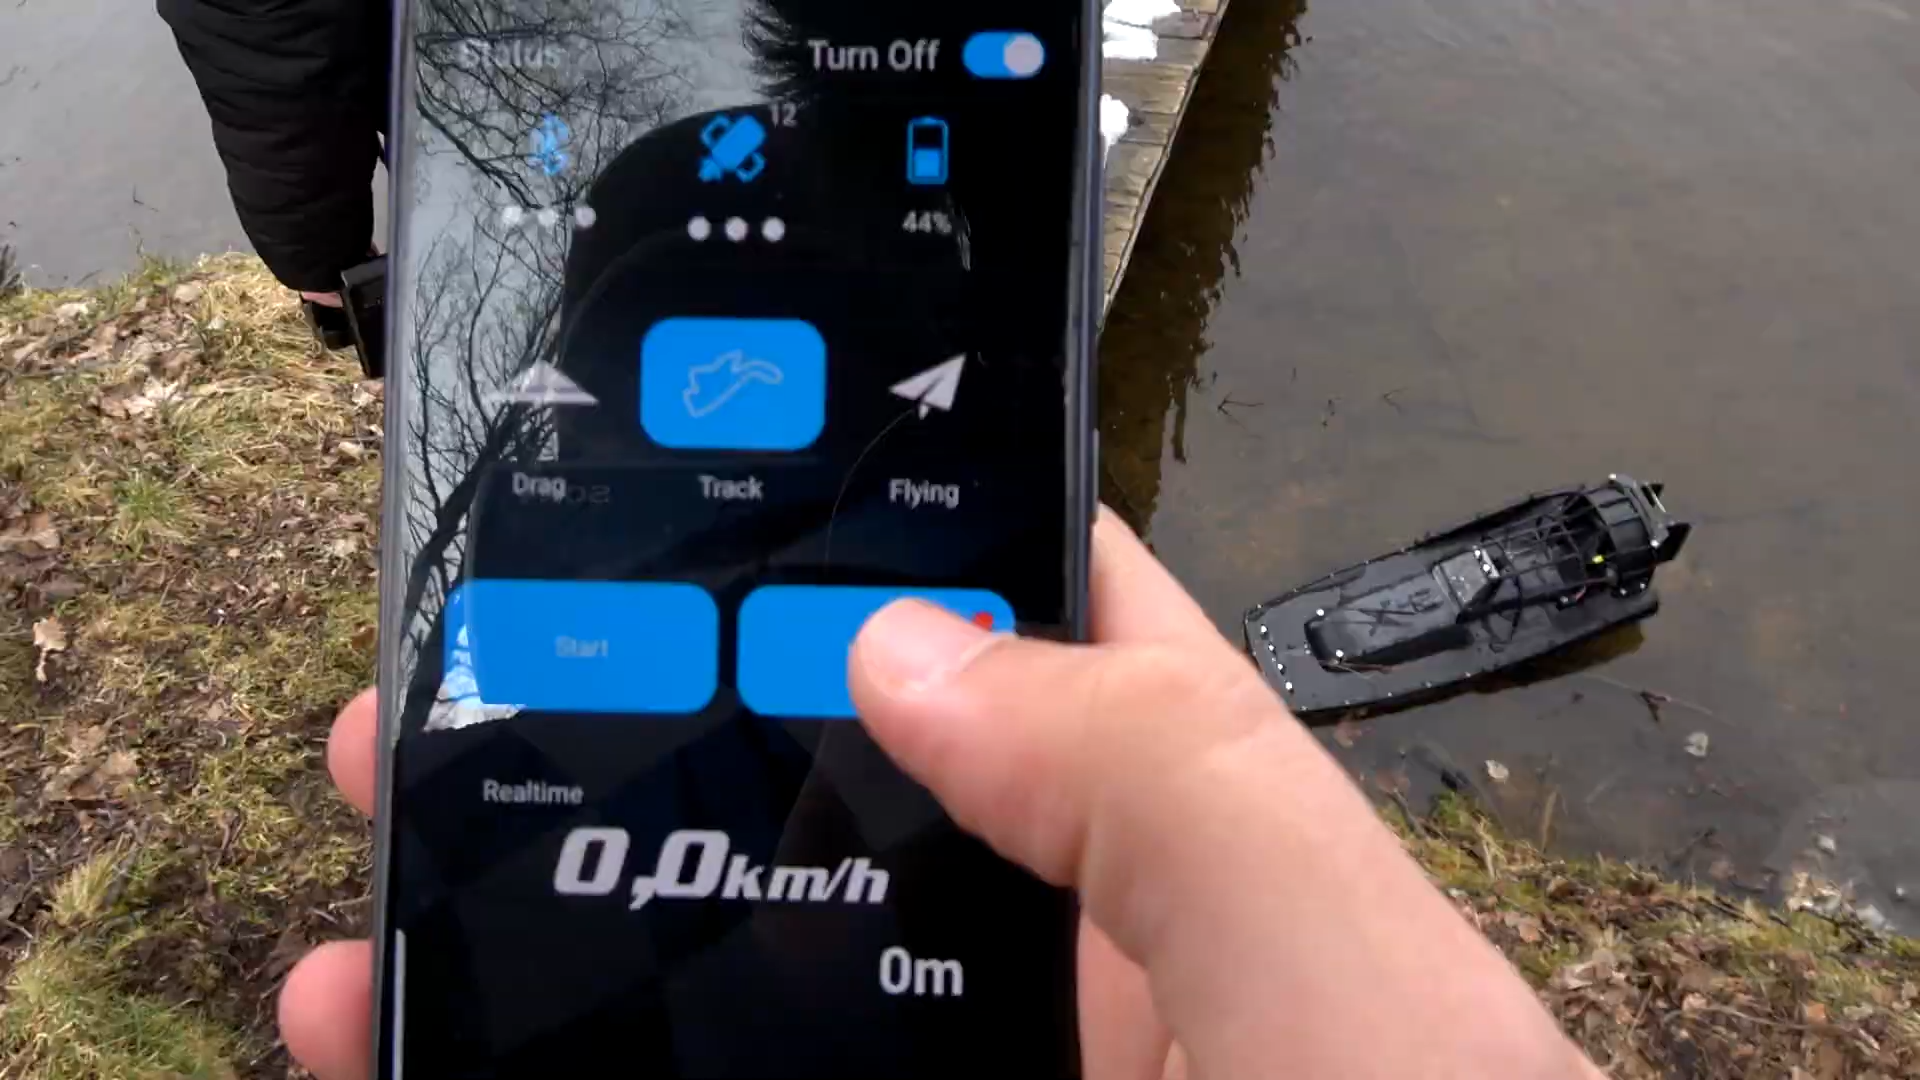 Status
Turn Off
12
44%
Drag
Track
Flying
Start
Realtime
0,0km/h
0m